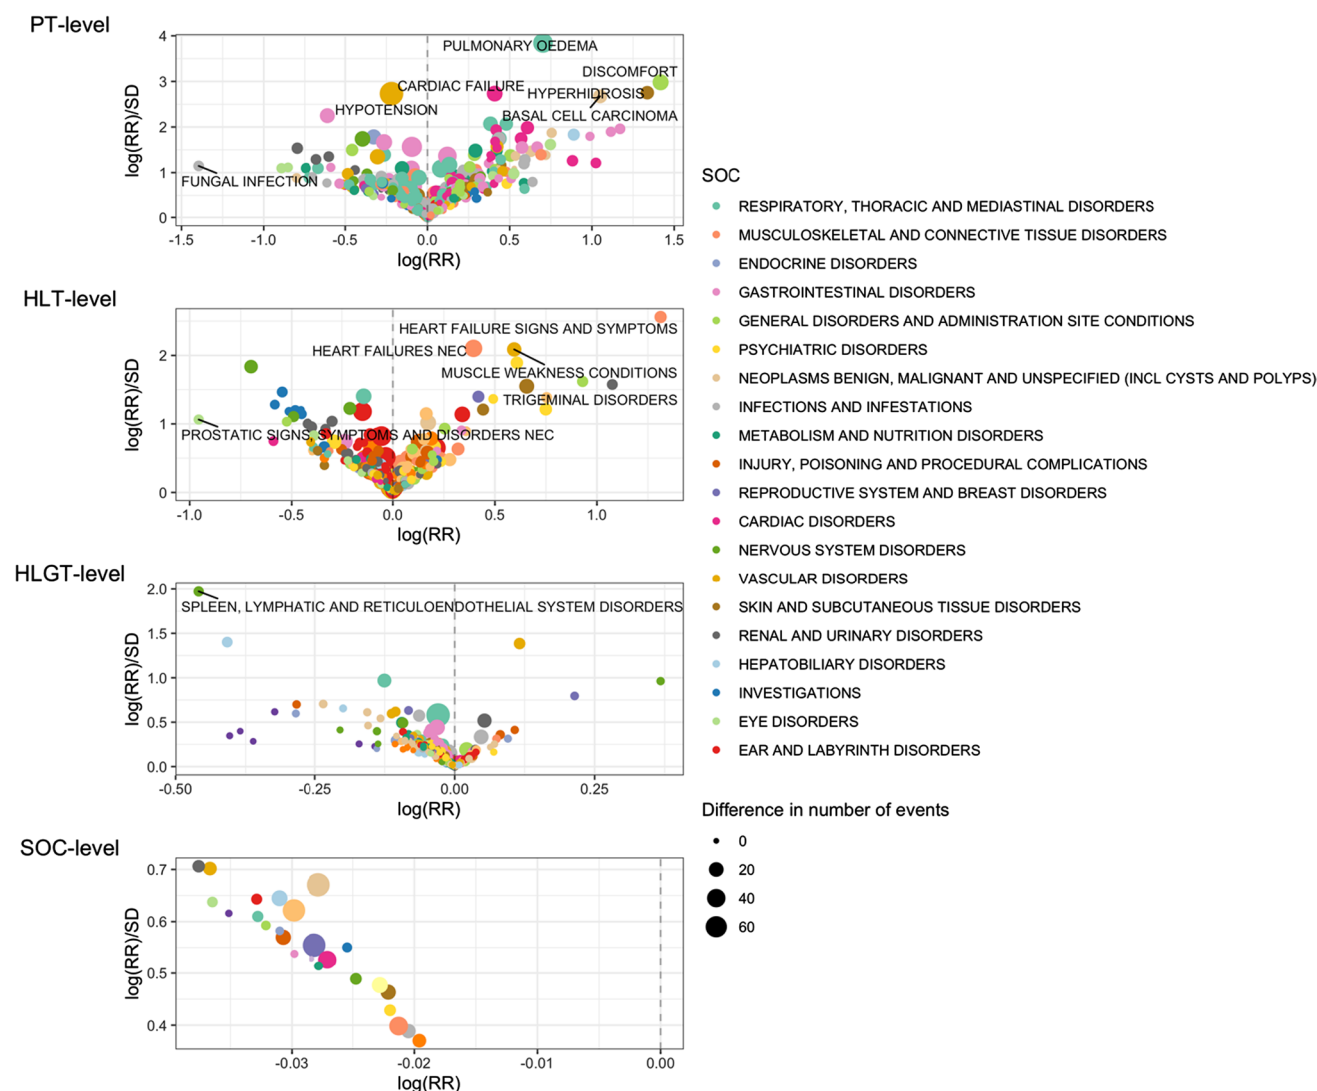 PT-level
4
3
2
1
0
log(RR)/SD
PULMONARY OEDEMA
DISCOMFORT
CARDIAC FAILURE
HYPERHIDROSIS
HYPOTENSION
BASAL CELL CARCINOMA
FUNGAL INFECTION
-1.5 -1.0 -0.5 0.0 0.5 1.0 1.5
log(RR)
HLT-level
2
1
0
log(RR)/SD
HEART FAILURE SIGNS AND SYMPTOMS
HEART FAILURES NEC
MUSCLE WEAKNESS CONDITIONS
TRIGEMINAL DISORDERS
PROSTATIC SIGNS, SYMPTOMS AND DISORDERS NEC
-1.0 -0.5 0.0 0.5 1.0
log(RR)
HLGT-level
2.0
1.5
1.0
0.5
0.0
log(RR)/SD
SPLEEN, LYMPHATIC AND RETICULOENDOTHELIAL SYSTEM DISORDERS
-0.50 -0.25 0.00 0.25
log(RR)
SOC-level
0.7
0.6
0.5
0.4
log(RR)/SD
-0.03 -0.02 -0.01 0.00
log(RR)
SOC
RESPIRATORY, THORACIC AND MEDIASTINAL DISORDERS
MUSCULOSKELETAL AND CONNECTIVE TISSUE DISORDERS
ENDOCRINE DISORDERS
GASTROINTESTINAL DISORDERS
GENERAL DISORDERS AND ADMINISTRATION SITE CONDITIONS
PSYCHIATRIC DISORDERS
NEOPLASMS BENIGN, MALIGNANT AND UNSPECIFIED (INCL CYSTS AND POLYPS)
INFECTIONS AND INFESTATIONS
METABOLISM AND NUTRITION DISORDERS
INJURY, POISONING AND PROCEDURAL COMPLICATIONS
REPRODUCTIVE SYSTEM AND BREAST DISORDERS
CARDIAC DISORDERS
NERVOUS SYSTEM DISORDERS
VASCULAR DISORDERS
SKIN AND SUBCUTANEOUS TISSUE DISORDERS
RENAL AND URINARY DISORDERS
HEPATOBILIARY DISORDERS
INVESTIGATIONS
EYE DISORDERS
EAR AND LABYRINTH DISORDERS
Difference in number of events
0
20
40
60